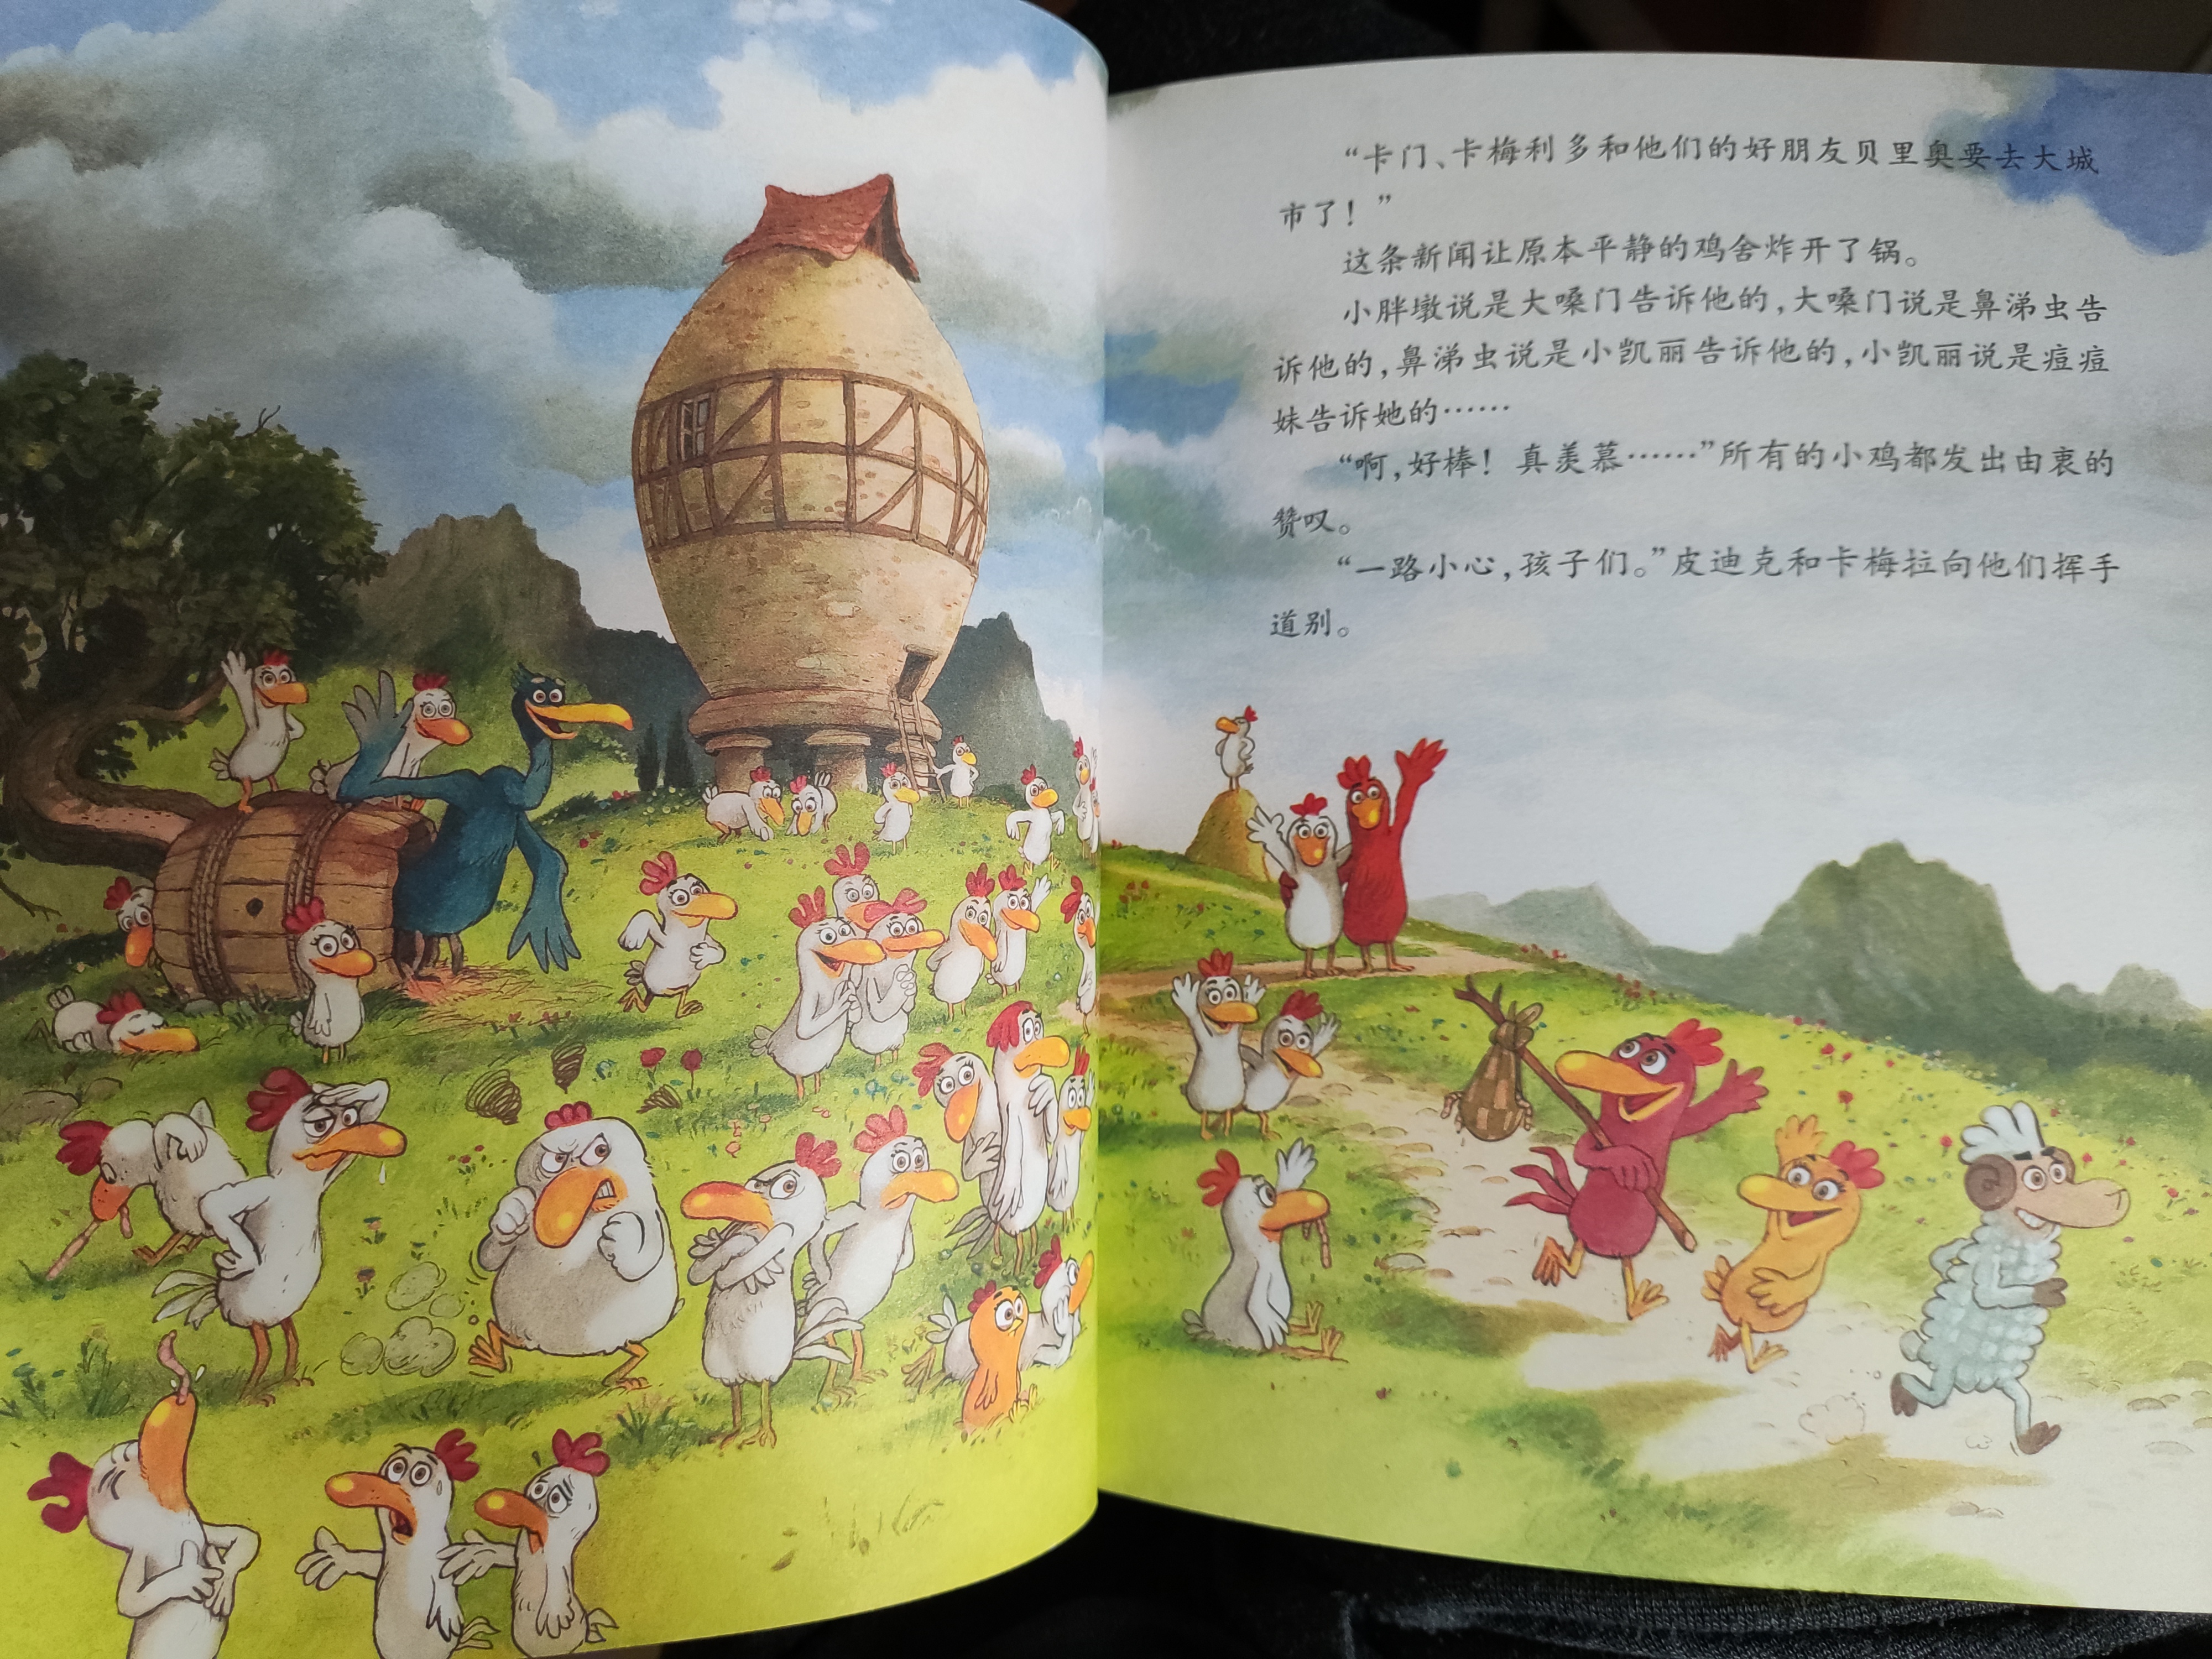 “卡门、卡梅利多和他们的好朋友贝里奥要去大城
市了！”
这条新闻让原本平静的鸡舍炸开了锅。
小胖墩说是大嗓门告诉他的，大嗓门说是鼻涕虫告
诉他的，鼻涕虫说是小凯丽告诉他的，小凯丽说是痘痘
妹告诉她的……
“啊，好棒！真羡慕……”所有的小鸡都发出由衷的
赞叹。
“一路小心，孩子们。”皮迪克和卡梅拉向他们挥手
道别。